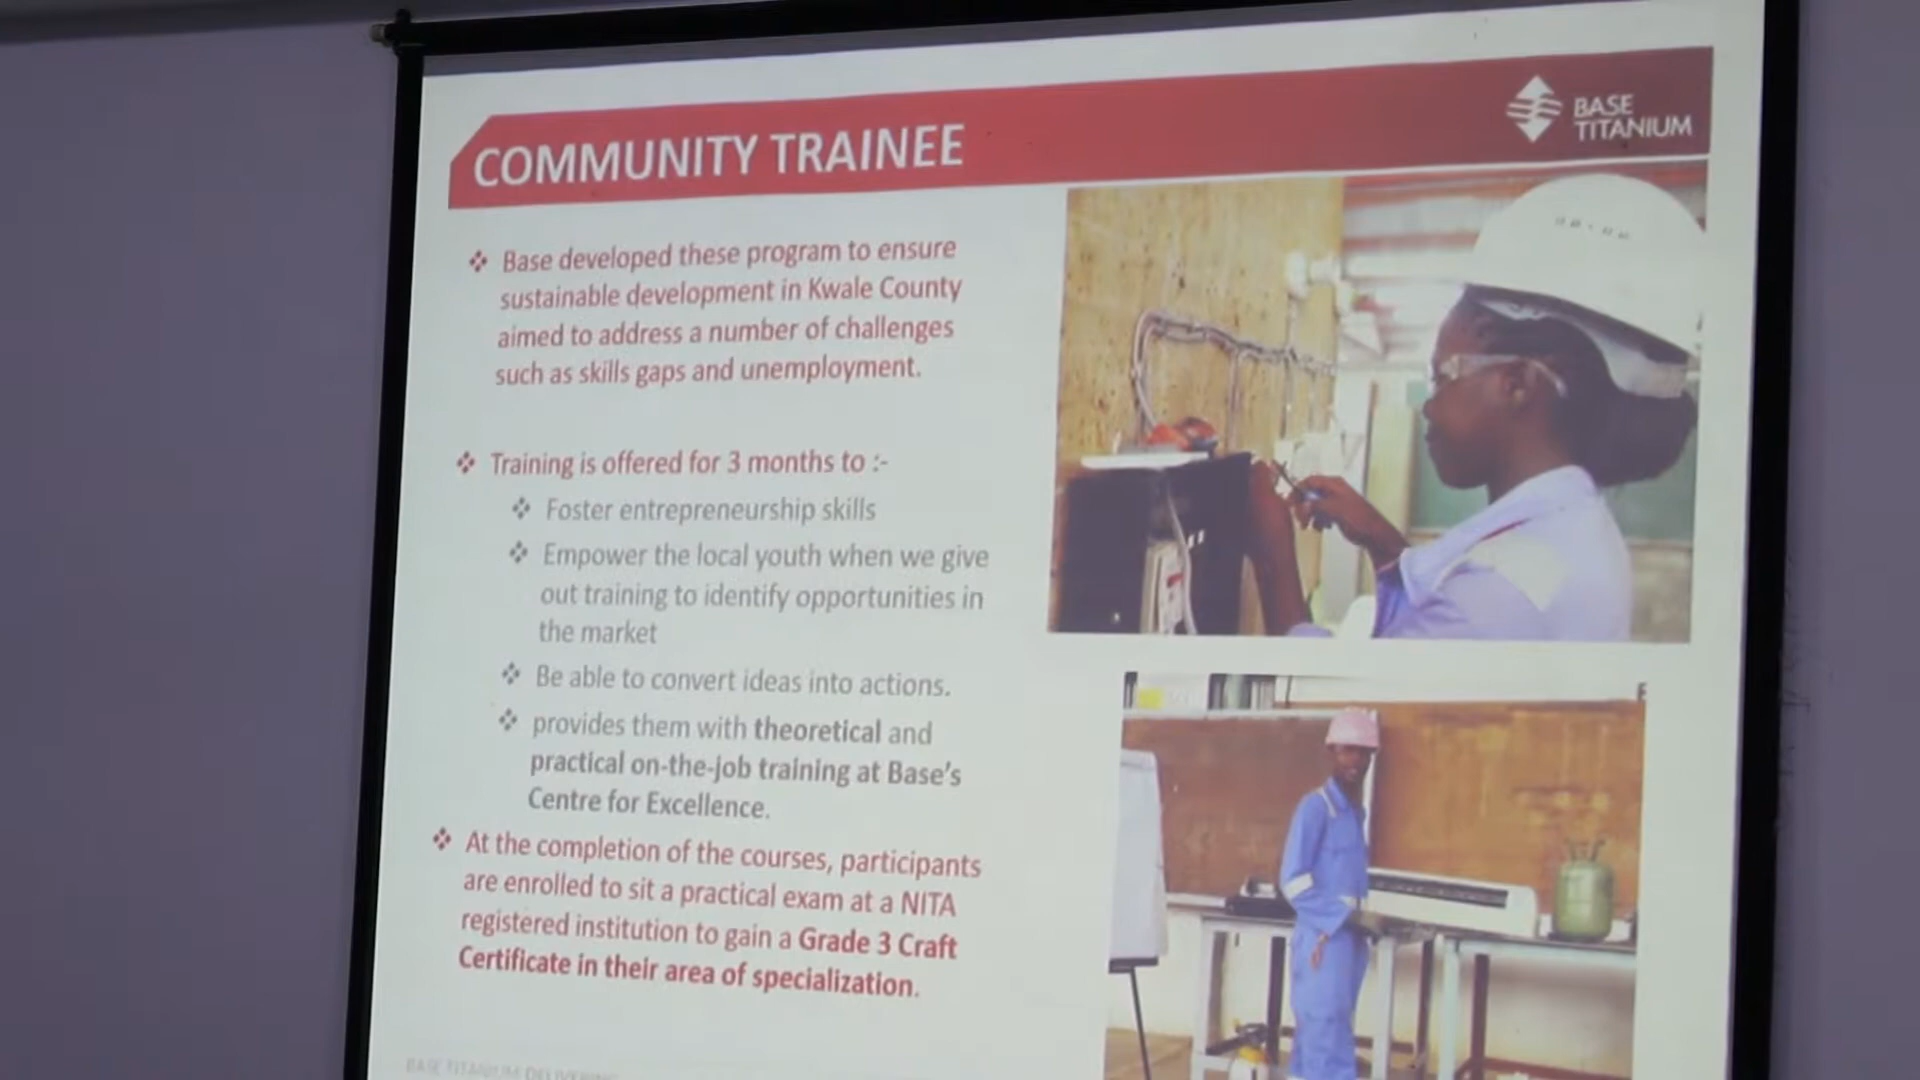 COMMUNITY TRAINEE
BASE
TITANIUM
❖ Base developed these program to ensure
sustainable development in Kwale County
aimed to address a number of challenges
such as skills gaps and unemployment.
❖ Training is offered for 3 months to :-
❖ Foster entrepreneurship skills
❖ Empower the local youth when we give
out training to identify opportunities in
the market
❖ Be able to convert ideas into actions.
❖ provides them with theoretical and
practical on-the-job training at Base's
Centre for Excellence.
❖ At the completion of the courses, participants
are enrolled to sit a practical exam at a NITA
registered institution to gain a Grade 3 Craft
Certificate in their area of specialization.
BASE TITANIUM DELIVERING